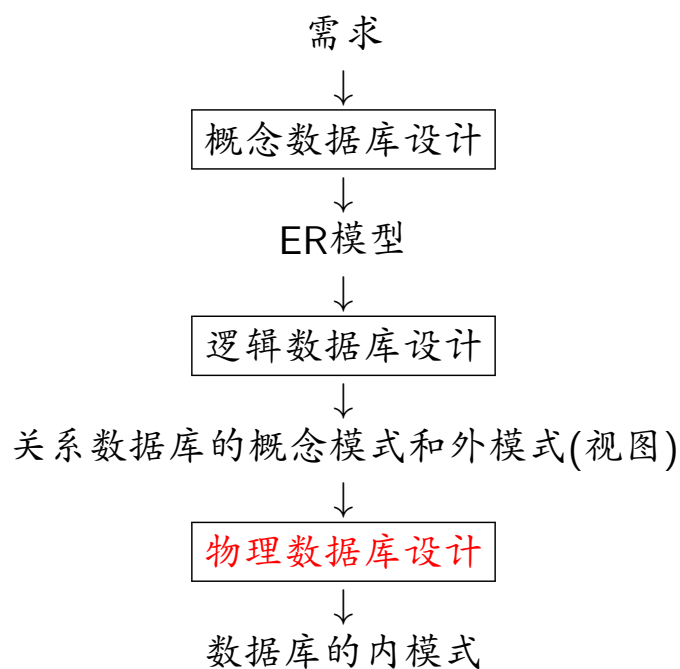 需求
概念数据库设计
ER模型
逻辑数据库设计
关系数据库的概念模式和外模式(视图)
物理数据库设计
数据库的内模式